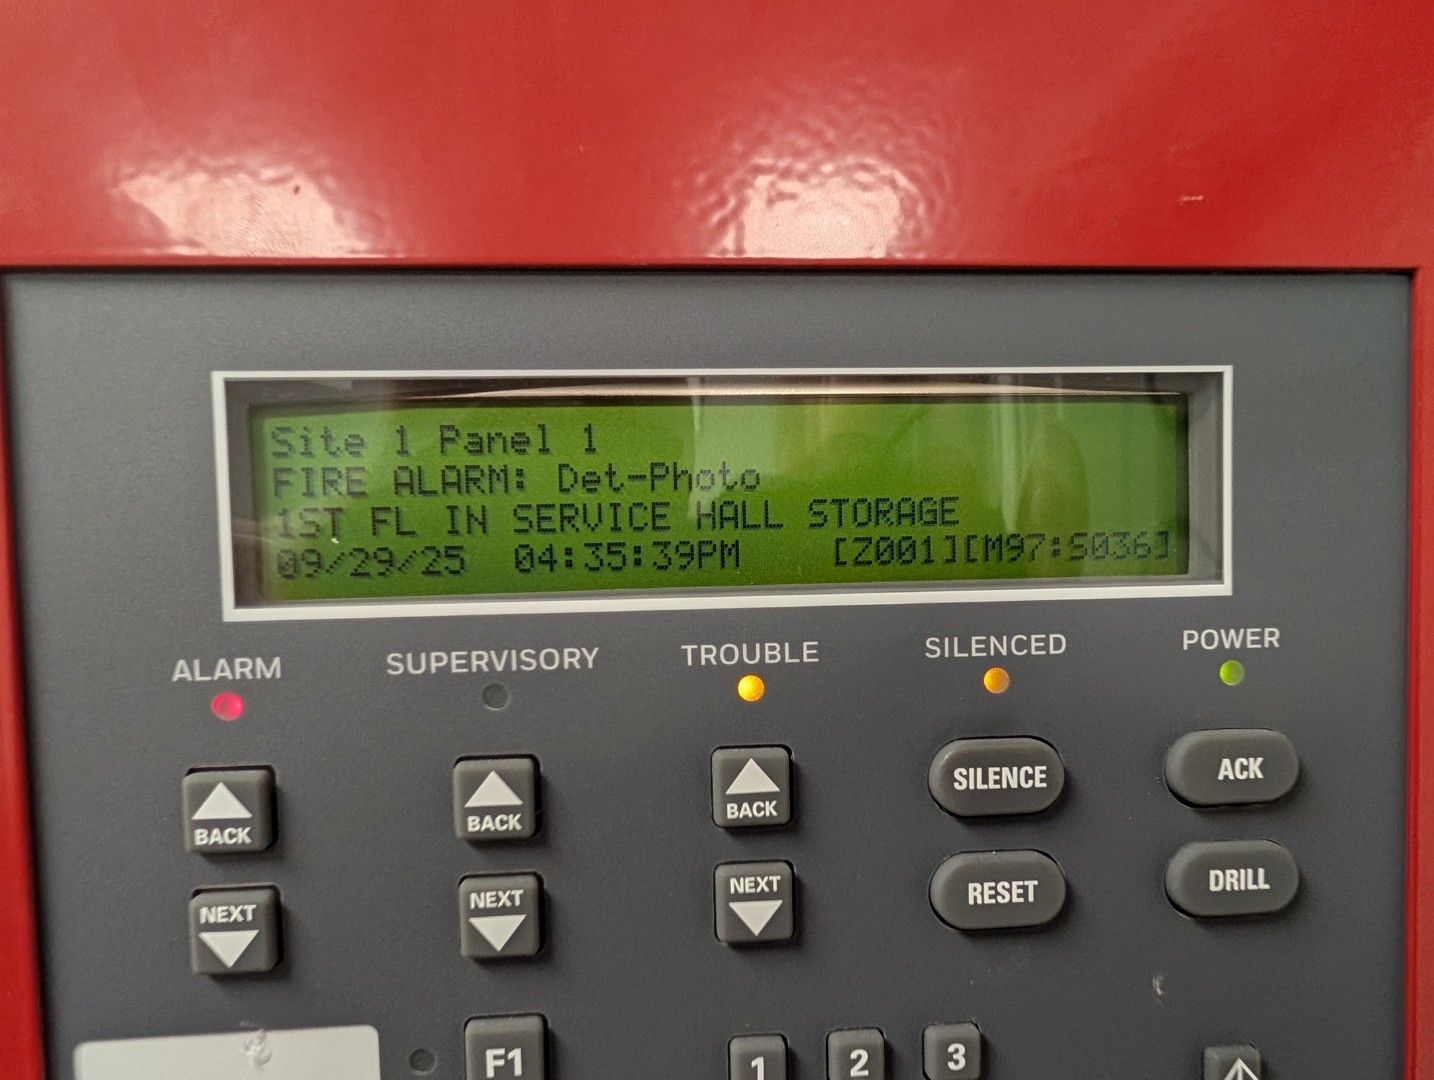 Site 1 Panel 1
FIRE ALARM: Det-Photo
1ST FL IN SERVICE HALL STORAGE
09/29/25 04:35:39PM [Z001][M97:S036]
ALARM SUPERVISORY TROUBLE SILENCED POWER
BACK BACK BACK SILENCE ACK
NEXT NEXT NEXT RESET DRILL
F1 1 2 3